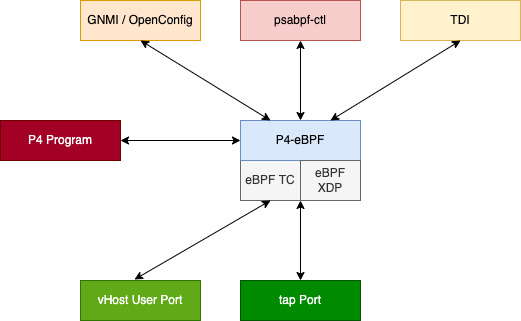 GNMI / OpenConfig
psabpf-ctl
TDI
P4 Program
P4-eBPF
eBPF TC
eBPF
XDP
vHost User Port
tap Port